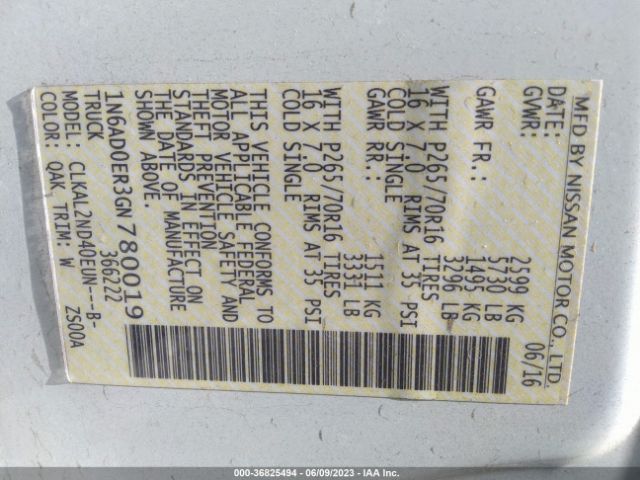 MFD BY NISSAN MOTOR CO., LTD.
DATE: 06/16
GVWR: 2599 KG
5730 LB
GAWR FR.: 1495 KG
3296 LB
WITH P265/70R16 TIRES
16 X 7.0 RIMS AT 35 PSI
COLD SINGLE
GAWR RR.: 1511 KG
3331 LB
WITH P265/70R16 TIRES
16 X 7.0 RIMS AT 35 PSI
COLD SINGLE
THIS VEHICLE CONFORMS TO
ALL APPLICABLE FEDERAL
MOTOR VEHICLE SAFETY AND
THEFT PREVENTION
STANDARDS IN EFFECT ON
THE DATE OF MANUFACTURE
SHOWN ABOVE.
1N6AD0ER3GN780019
TRUCK 366222
MODEL: CLKAL2ND40EUN---B-
COLOR: QAK, TRIM: W ZS00A
000-36825494 - 06/09/2023 - IAA Inc.